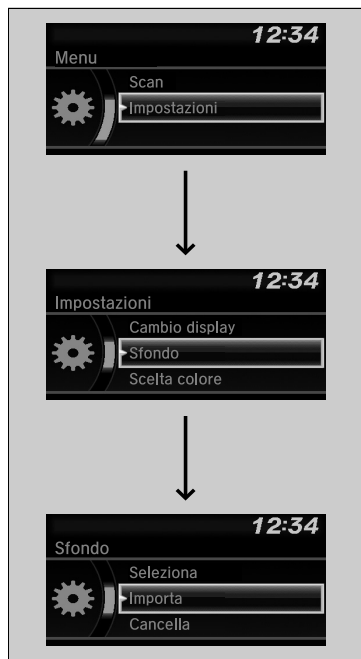 12:34
Menu
Scan
Impostazioni
12:34
Impostazioni
Cambio display
Sfondo
Scelta colore
12:34
Sfondo
Seleziona
Importa
Cancella